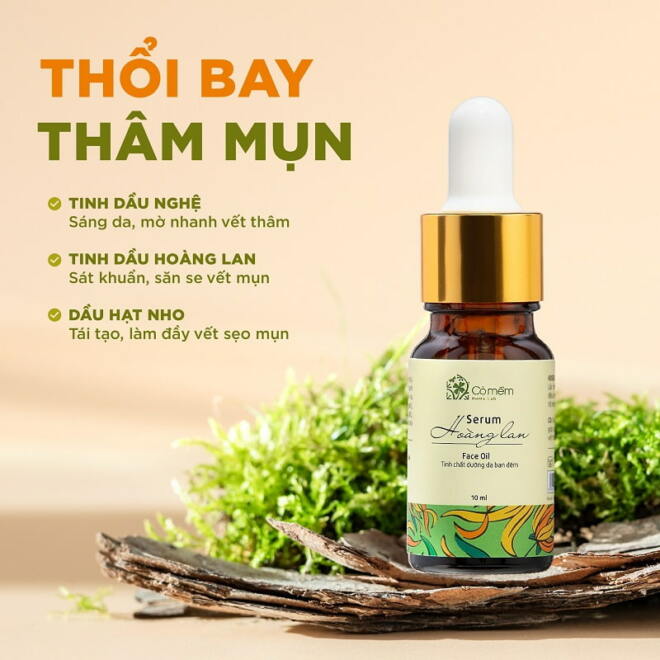 THỔI BAY
THÂM MỤN
TINH DẦU NGHỆ
Sáng da, mờ nhanh vết thâm
TINH DẦU HOÀNG LAN
Sát khuẩn, săn se vết mụn
DẦU HẠT NHO
Tái tạo, làm đầy vết sẹo mụn
Cỏ mềm
Serum
Hoàng lan
Face Oil
Tinh chất dưỡng da ban đêm
10 ml